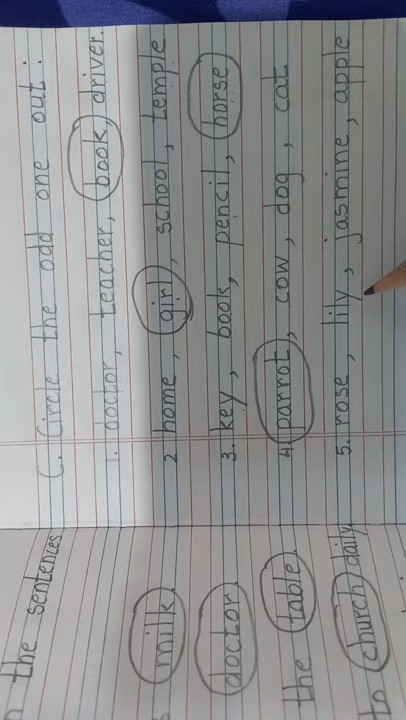 n the sentences
s milk.
doctor.
the table.
to church daily.
C. Circle the odd one out:
1. doctor, teacher, book, driver.
2 home, girl, school, temple
3. key, book, pencil, horse
4. parrot, cow, dog, cat
5. rose, lily, jasmine, apple